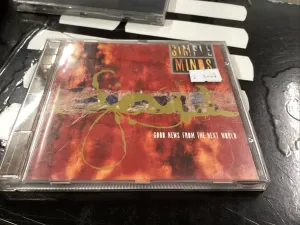 SIMPLE
MINDS
GOOD NEWS FROM THE NEXT WORLD